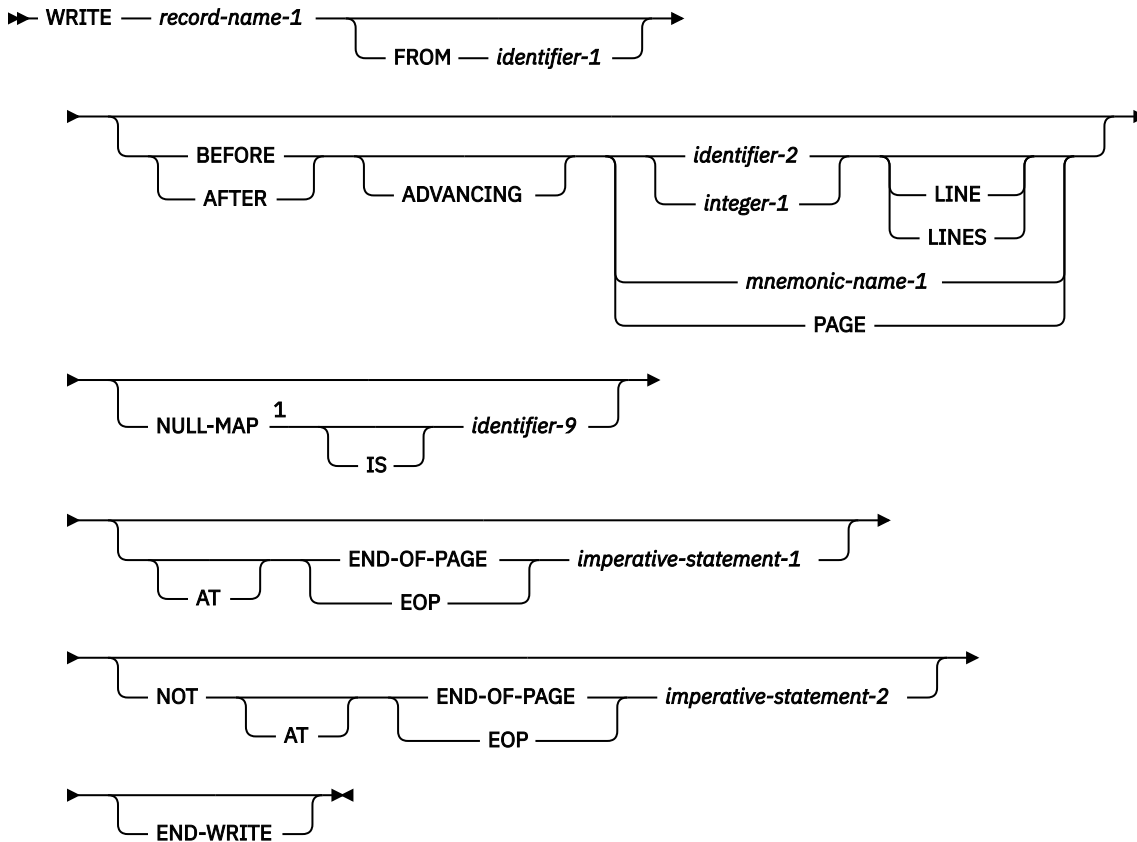 WRITE record-name-1
FROM identifier-1
BEFORE identifier-2
AFTER ADVANCING integer-1 LINE
LINES
mnemonic-name-1
PAGE
NULL-MAP 1 identifier-9
IS
END-OF-PAGE imperative-statement-1
AT EOP
NOT END-OF-PAGE imperative-statement-2
AT EOP
END-WRITE